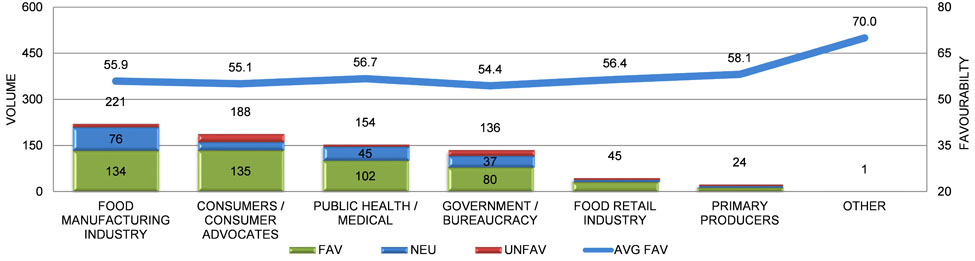 600
450
300
150
0
VOLUME
80
65
50
35
20
FAVOURABILTY
55.9 55.1 56.7 54.4 56.4 58.1 70.0
221 188 154 136 45 24 1
76 45 37
134 135 102 80
FOOD MANUFACTURING INDUSTRY
CONSUMERS / CONSUMER ADVOCATES
PUBLIC HEALTH / MEDICAL
GOVERNMENT / BUREAUCRACY
FOOD RETAIL INDUSTRY
PRIMARY PRODUCERS
OTHER
FAV NEU UNFAV AVG FAV